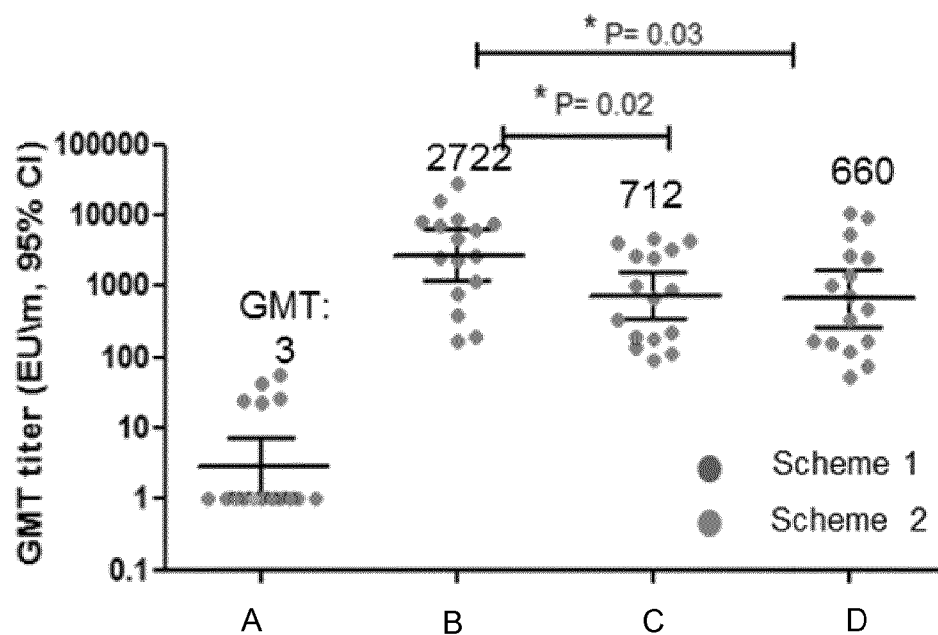 * P= 0.03
* P= 0.02
GMT titer (EU\m, 95% CI)
100000
10000
1000
100
10
1
0.1
GMT:
3
2722
712
660
Scheme 1
Scheme 2
A
B
C
D